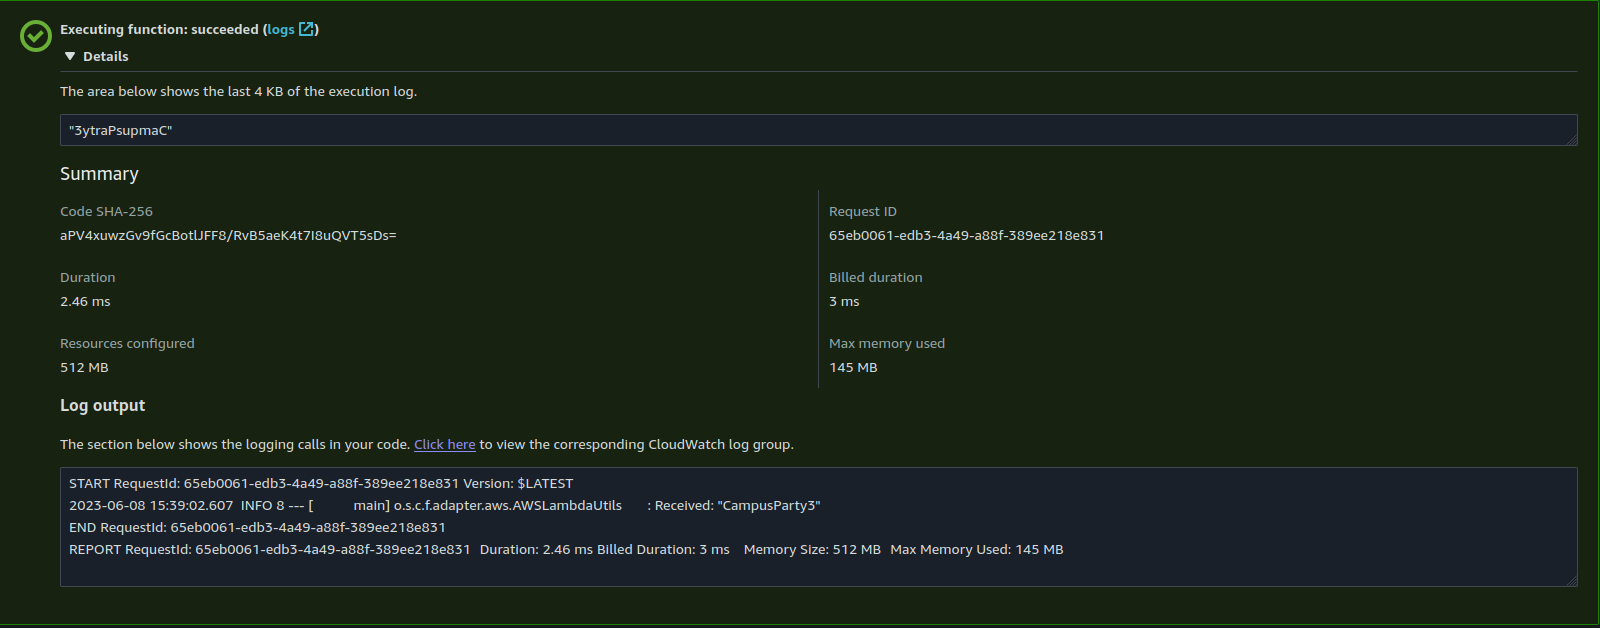 Executing function: succeeded (logs)
Details
The area below shows the last 4 KB of the execution log.
"3ytraPsupmaC"
Summary
Code SHA-256
aPV4xuwzGv9fGcBotlJFF8/RvB5aeK4t7I8uQVT5sDs=
Request ID
65eb0061-edb3-4a49-a88f-389ee218e831
Duration
2.46 ms
Billed duration
3 ms
Resources configured
512 MB
Max memory used
145 MB
Log output
The section below shows the logging calls in your code. Click here to view the corresponding CloudWatch log group.
START RequestId: 65eb0061-edb3-4a49-a88f-389ee218e831 Version: $LATEST
2023-06-08 15:39:02.607 INFO 8 --- [ main] o.s.c.f.adapter.aws.AWSLambdaUtils : Received: "CampusParty3"
END RequestId: 65eb0061-edb3-4a49-a88f-389ee218e831
REPORT RequestId: 65eb0061-edb3-4a49-a88f-389ee218e831 Duration: 2.46 ms Billed Duration: 3 ms Memory Size: 512 MB Max Memory Used: 145 MB